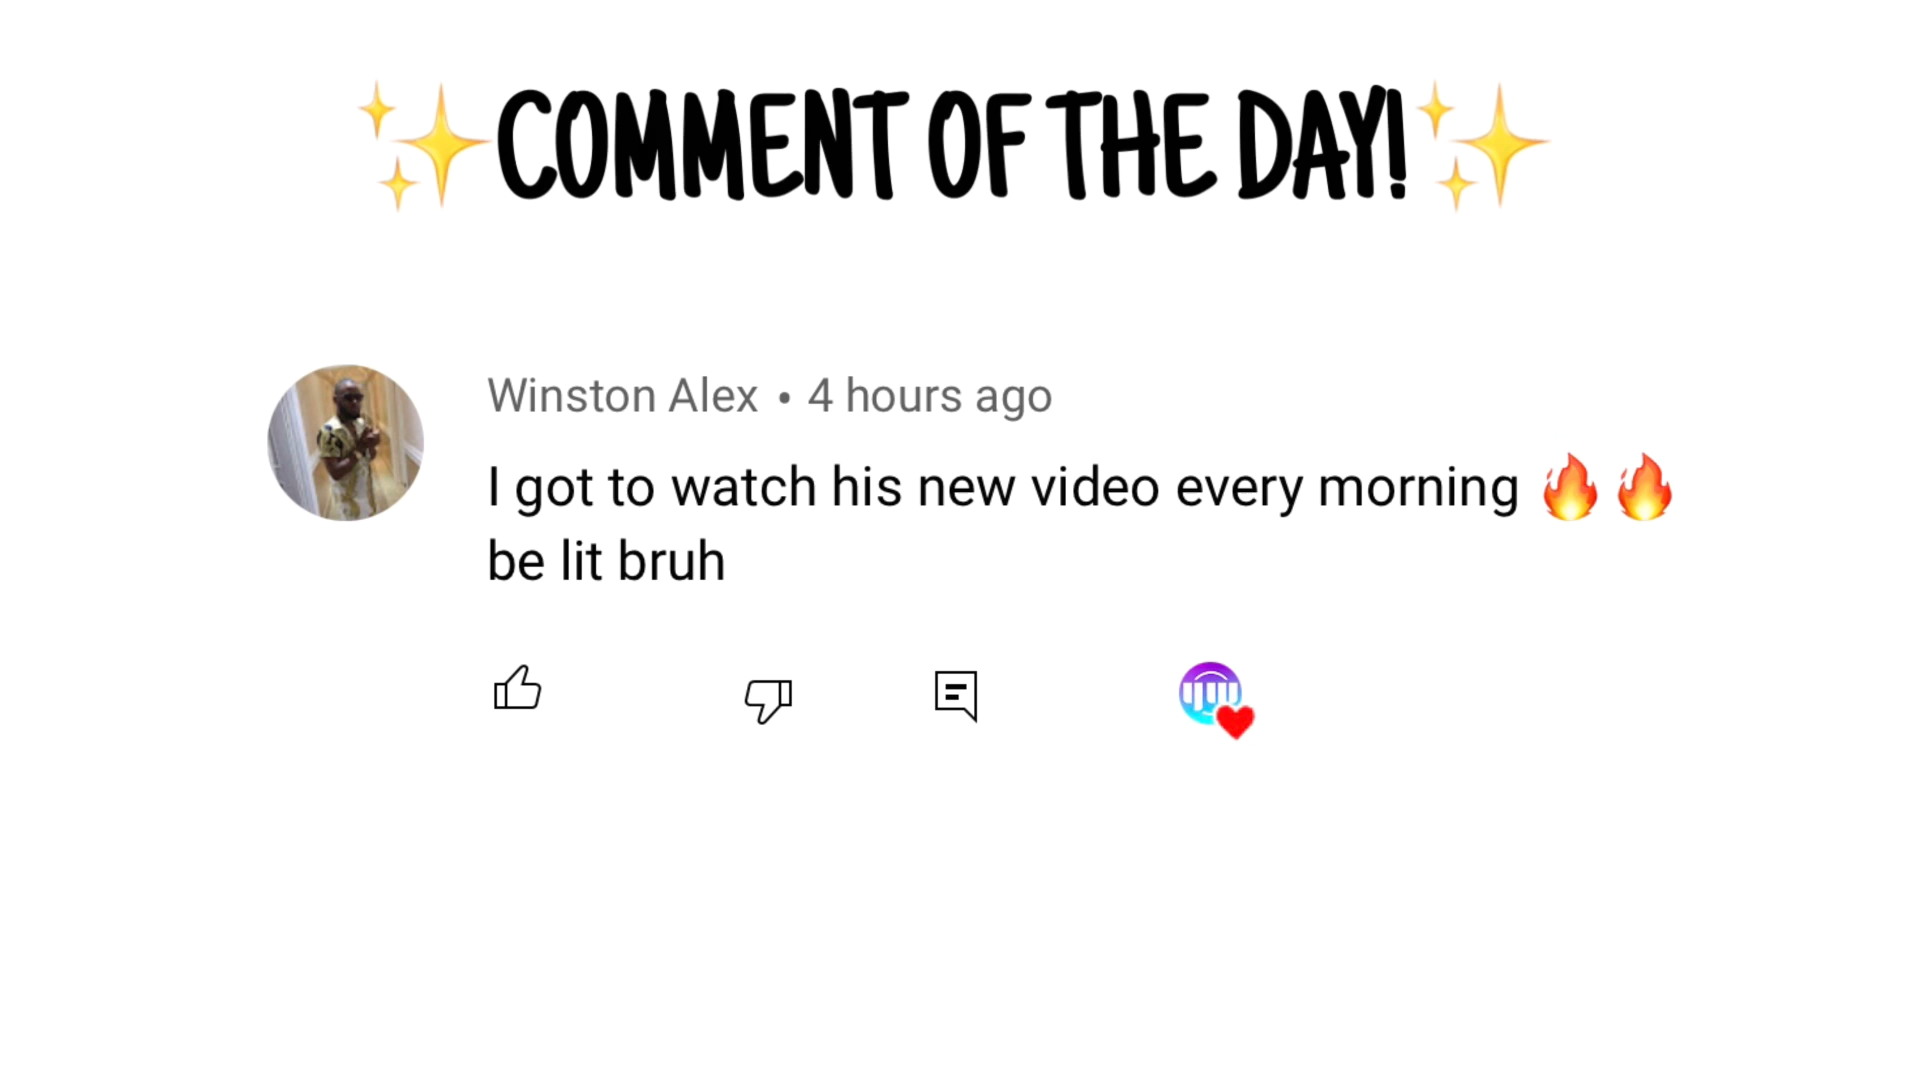 ✨COMMENT OF THE DAY!✨
Winston Alex • 4 hours ago
I got to watch his new video every morning 🔥🔥
be lit bruh